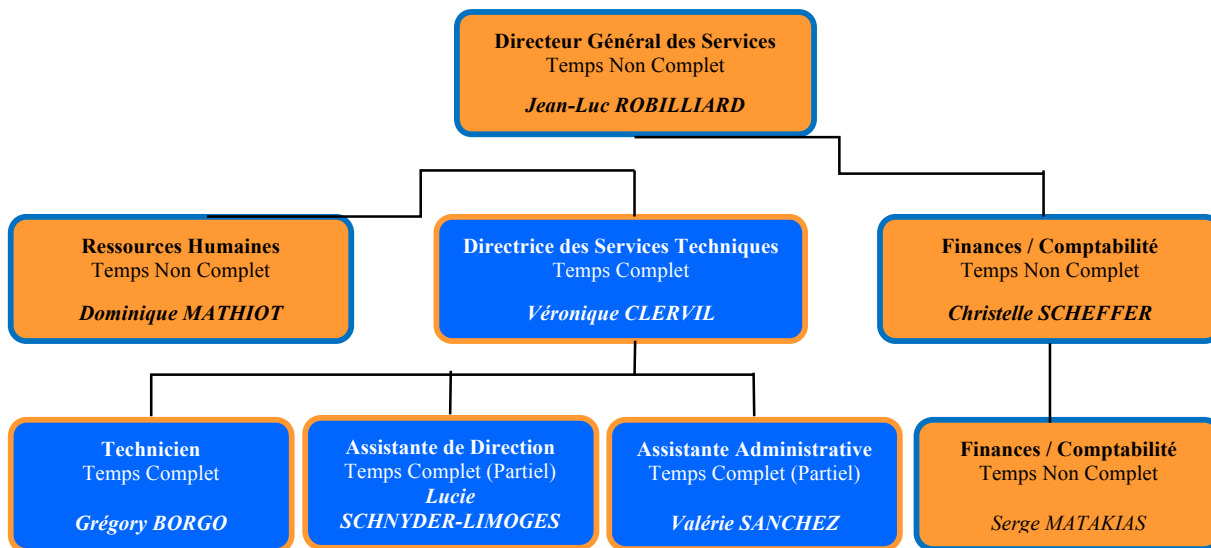 Directeur Général des Services
Temps Non Complet
Jean-Luc ROBILLIARD
Ressources Humaines
Temps Non Complet
Dominique MATHIOT
Directrice des Services Techniques
Temps Complet
Véronique CLERVIL
Finances / Comptabilité
Temps Non Complet
Christelle SCHEFFER
Technicien
Temps Complet
Grégory BORGO
Assistante de Direction
Temps Complet (Partiel)
Lucie
SCHNYDER-LIMOGES
Assistante Administrative
Temps Complet (Partiel)
Valérie SANCHEZ
Finances / Comptabilité
Temps Non Complet
Serge MATAKIAS